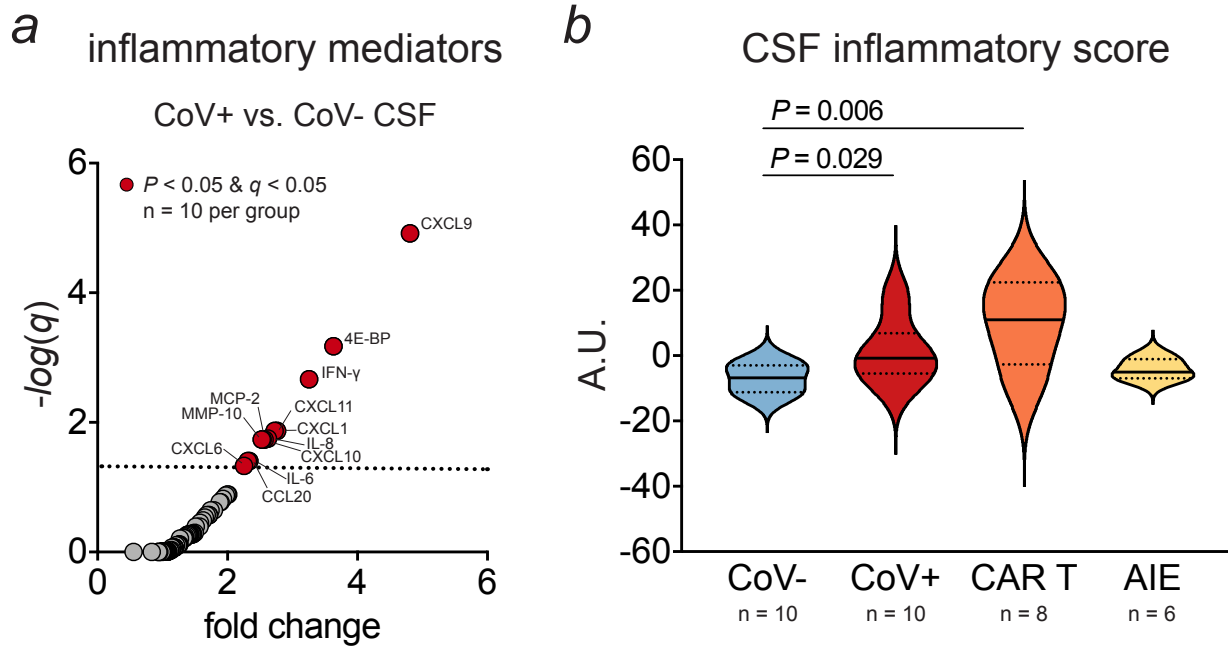 a
inflammatory mediators
CoV+ vs. CoV- CSF
6
4
2
0
-log(q)
P < 0.05 & q < 0.05
n = 10 per group
CXCL9
4E-BP
IFN-γ
MCP-2
MMP-10
CXCL11
CXCL1
IL-8
CXCL10
CXCL6
IL-6
CCL20
0
2
4
6
fold change
b
CSF inflammatory score
P = 0.006
P = 0.029
60
40
20
0
-20
-40
-60
A.U.
CoV-
CoV+
CAR T
AIE
n = 10
n = 10
n = 8
n = 6